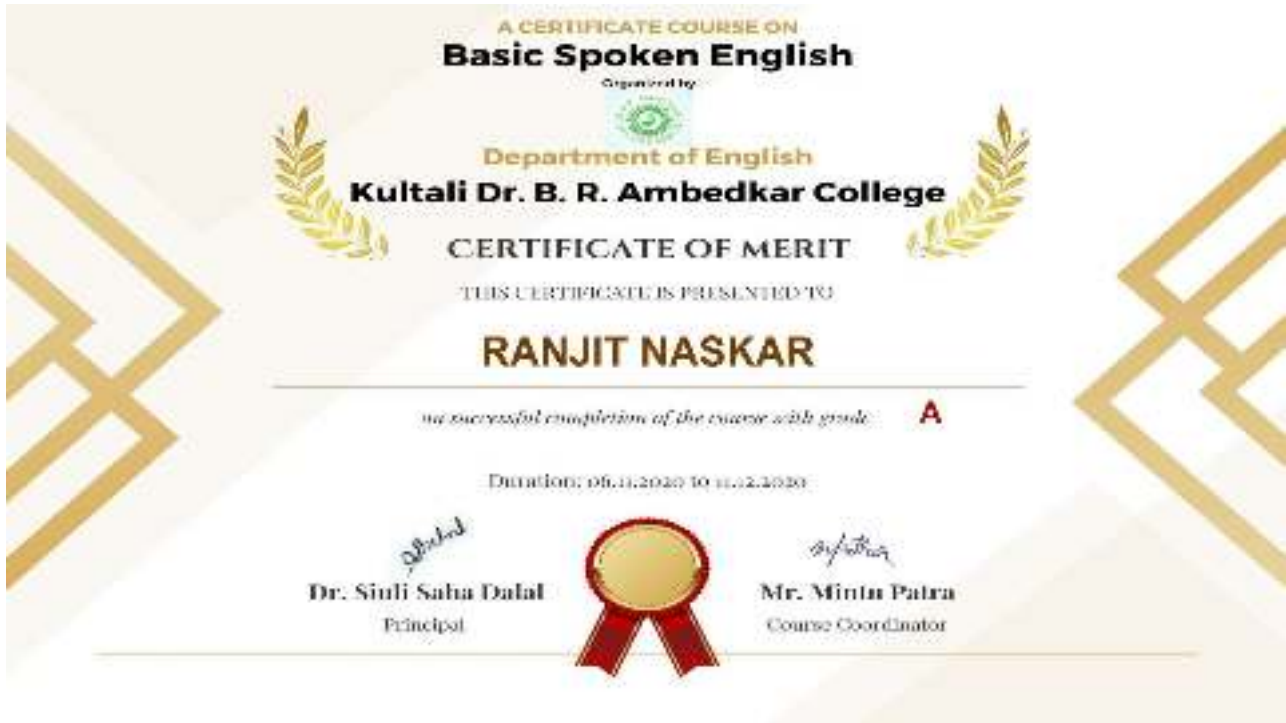 A CERTIFICATE COURSE ON
Basic Spoken English
Organized by
Department of English
Kultali Dr. B. R. Ambedkar College
CERTIFICATE OF MERIT
THIS CERTIFICATE IS PRESENTED TO
RANJIT NASKAR
on successful completion of the course with grade A
Duration: 06.11.2020 to 11.12.2020
Dr. Siuli Saha Dalal Mr. Mintu Patra
Principal Course Coordinator